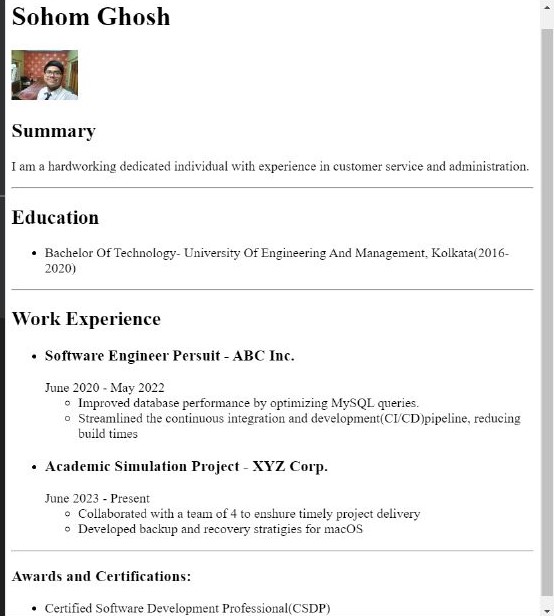 Sohom Ghosh
Summary
I am a hardworking dedicated individual with experience in customer service and administration.
Education
Bachelor Of Technology- University Of Engineering And Management, Kolkata(2016-
2020)
Work Experience
Software Engineer Persuit - ABC Inc.
June 2020 - May 2022
Improved database performance by optimizing MySQL queries.
Streamlined the continuous integration and development(CI/CD)pipeline, reducing
build times
Academic Simulation Project - XYZ Corp.
June 2023 - Present
Collaborated with a team of 4 to enshure timely project delivery
Developed backup and recovery stratigies for macOS
Awards and Certifications:
Certified Software Development Professional(CSDP)